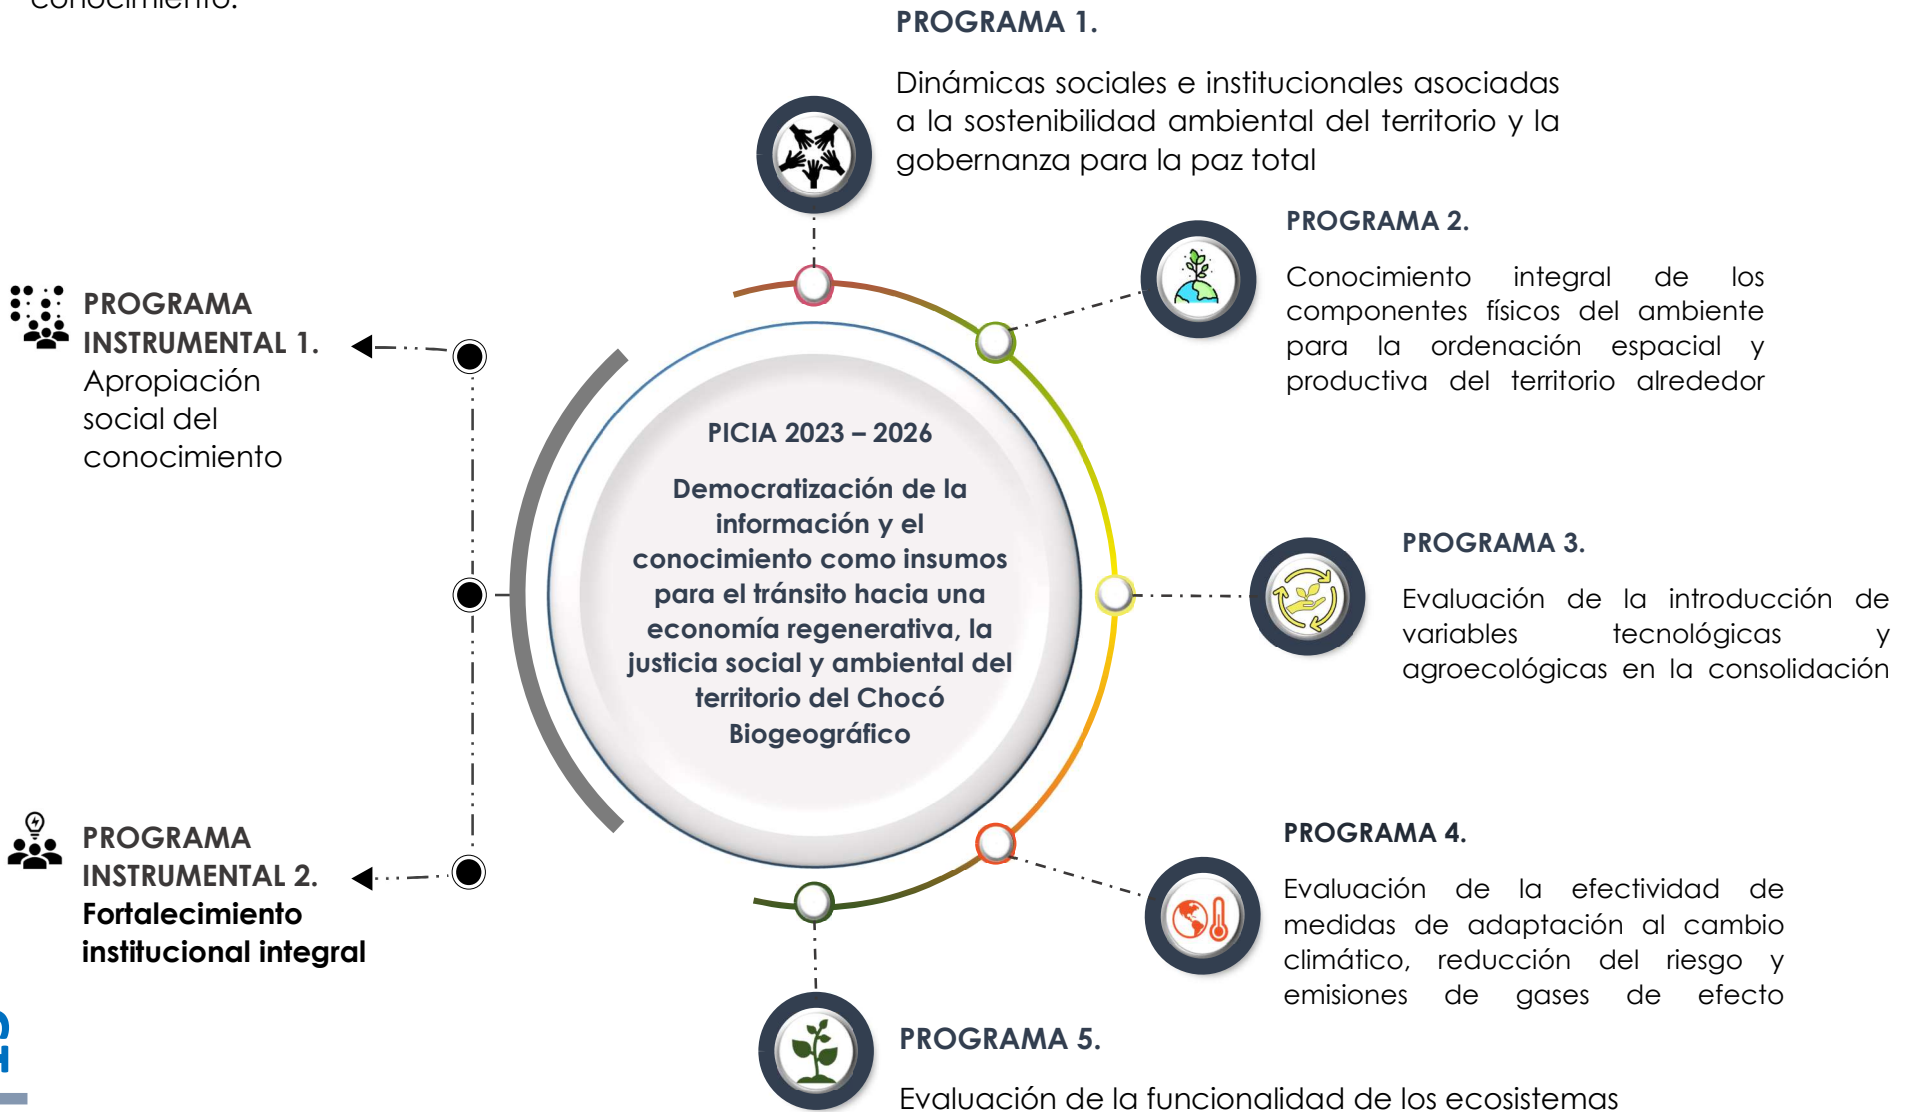 conocimiento.
PROGRAMA 1.
Dinámicas sociales e institucionales asociadas
a la sostenibilidad ambiental del territorio y la
gobernanza para la paz total
PROGRAMA 2.
Conocimiento integral de los
componentes físicos del ambiente
para la ordenación espacial y
productiva del territorio alrededor
PROGRAMA
INSTRUMENTAL 1.
Apropiación
social del
conocimiento
PICIA 2023 – 2026
Democratización de la
información y el
conocimiento como insumos
para el tránsito hacia una
economía regenerativa, la
justicia social y ambiental del
territorio del Chocó
Biogeográfico
PROGRAMA 3.
Evaluación de la introducción de
variables tecnológicas y
agroecológicas en la consolidación
PROGRAMA
INSTRUMENTAL 2.
Fortalecimiento
institucional integral
PROGRAMA 4.
Evaluación de la efectividad de
medidas de adaptación al cambio
climático, reducción del riesgo y
emisiones de gases de efecto
PROGRAMA 5.
Evaluación de la funcionalidad de los ecosistemas